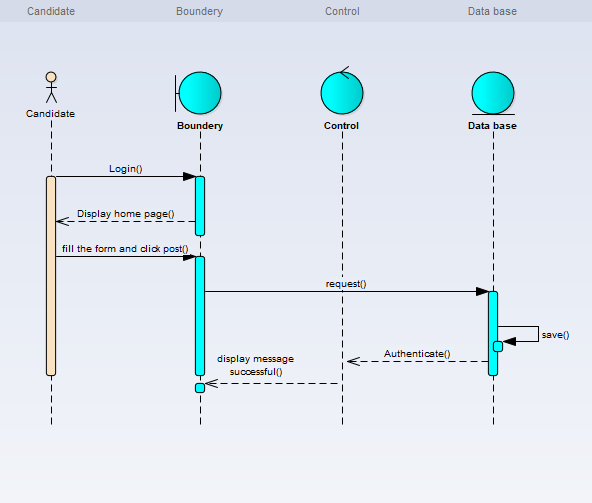 Candidate
Boundery
Control
Data base
Candidate
Boundery
Control
Data base
Login()
Display home page()
fill the form and click post()
request()
save()
Authenticate()
display message
successful()